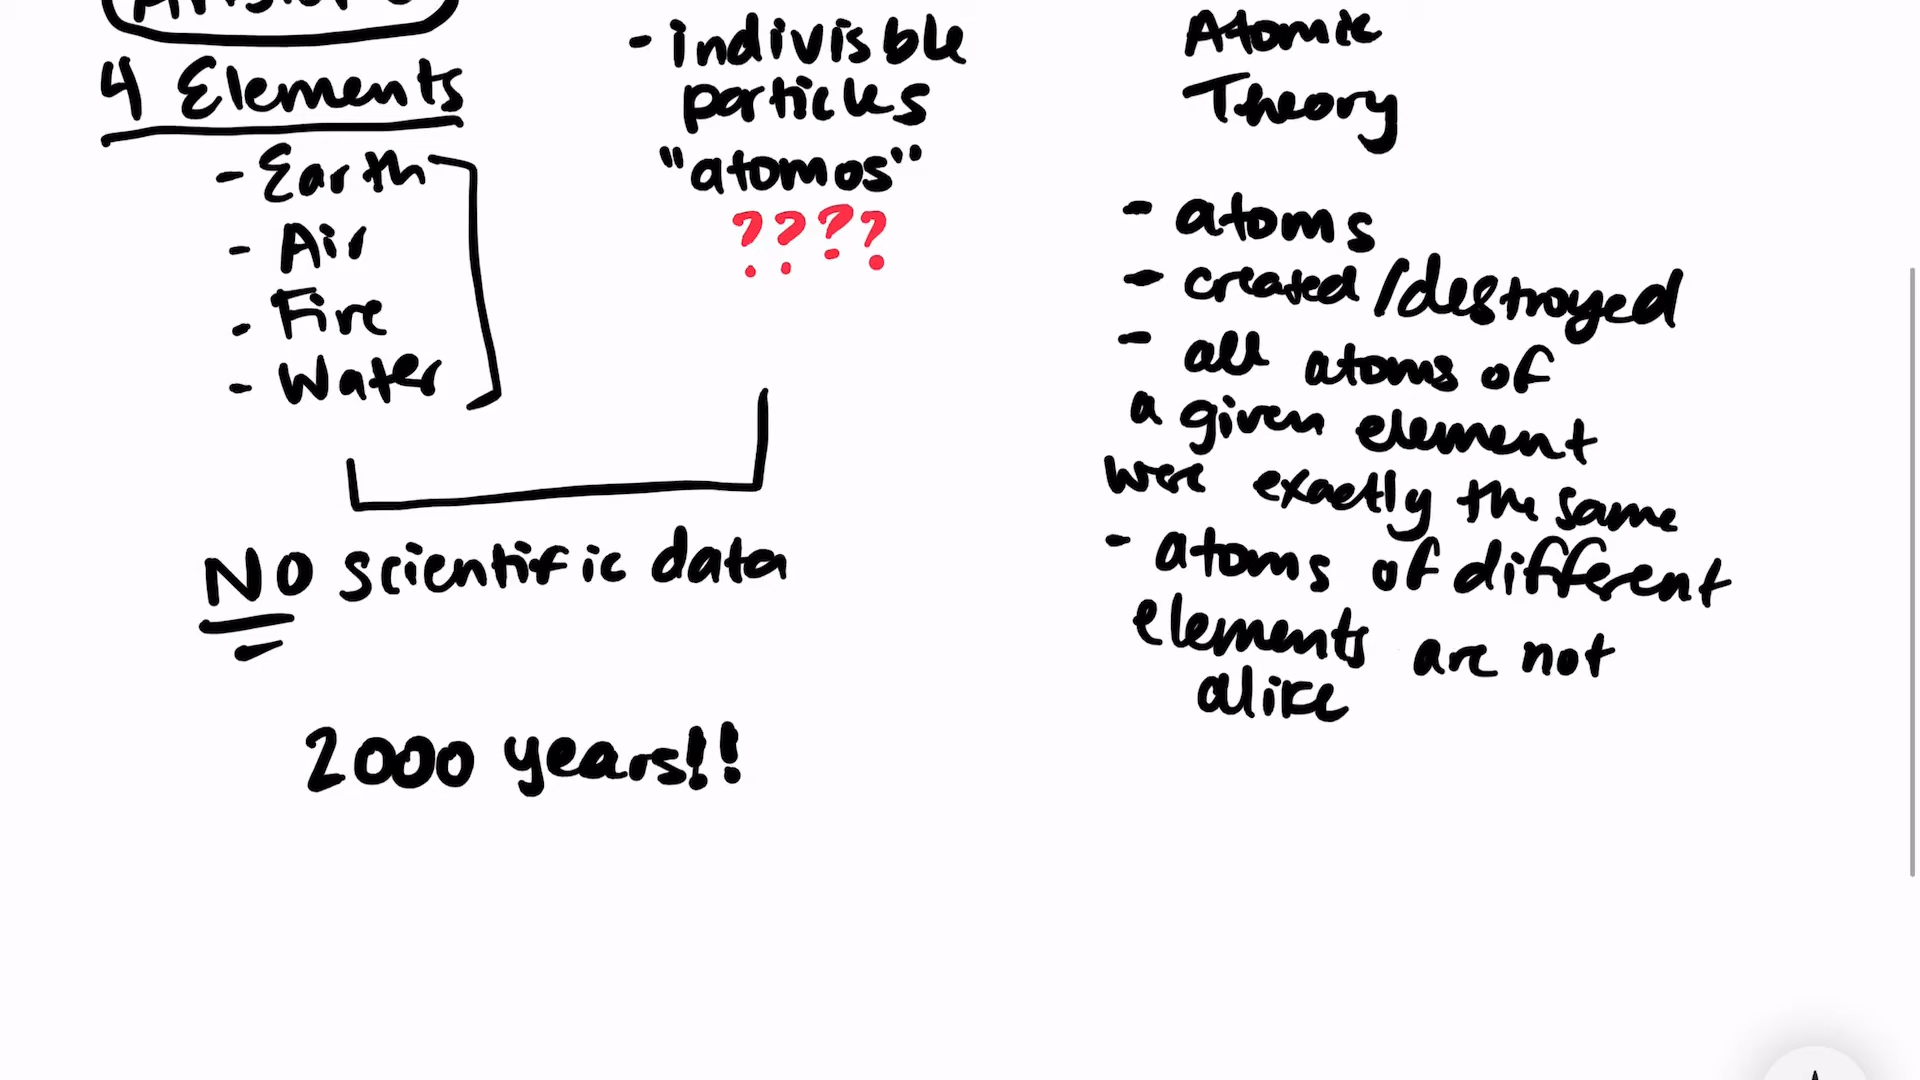 4 Elements
- Earth
- Air
- Fire
- Water
- indivisible
particles
"atomos"
????
NO scientific data
2000 years!!
Atomic
Theory
- atoms
- created/destroyed
- all atoms of
a given element
were exactly the same
- atoms of different
elements are not
alike